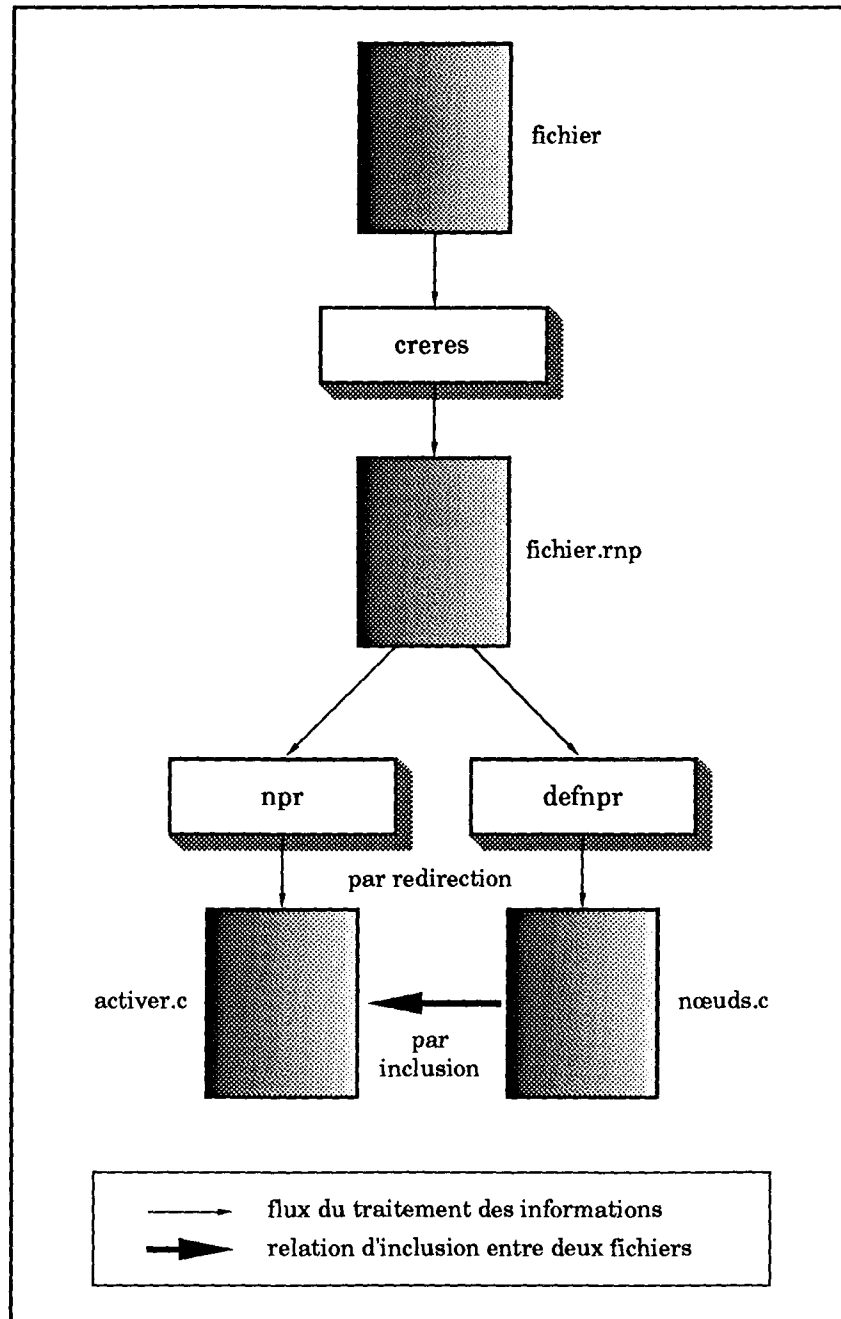 fichier
creres
fichier.rnp
npr
defnpr
par redirection
activer.c
nœuds.c
par
inclusion
flux du traitement des informations
relation d'inclusion entre deux fichiers